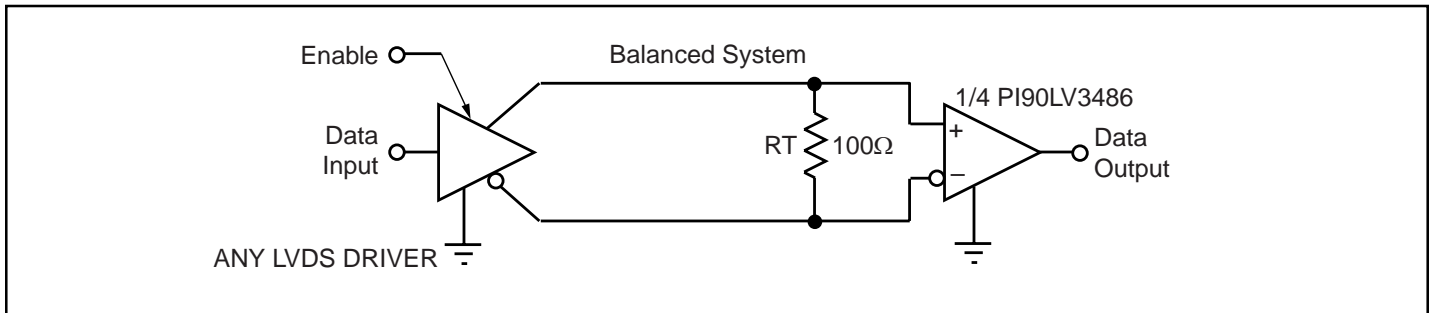 Enable
Balanced System
1/4 PI90LV3486
Data
Input
RT
100Ω
+
−
Data
Output
ANY LVDS DRIVER